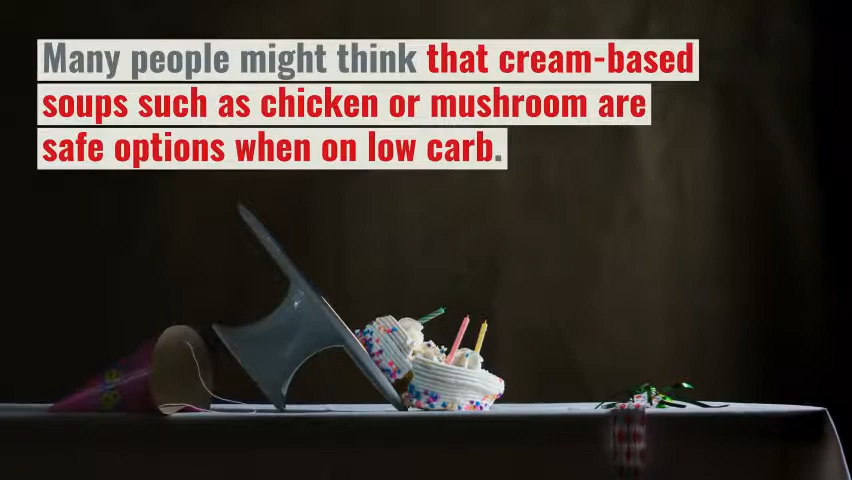 Many people might think that cream-based
soups such as chicken or mushroom are
safe options when on low carb.